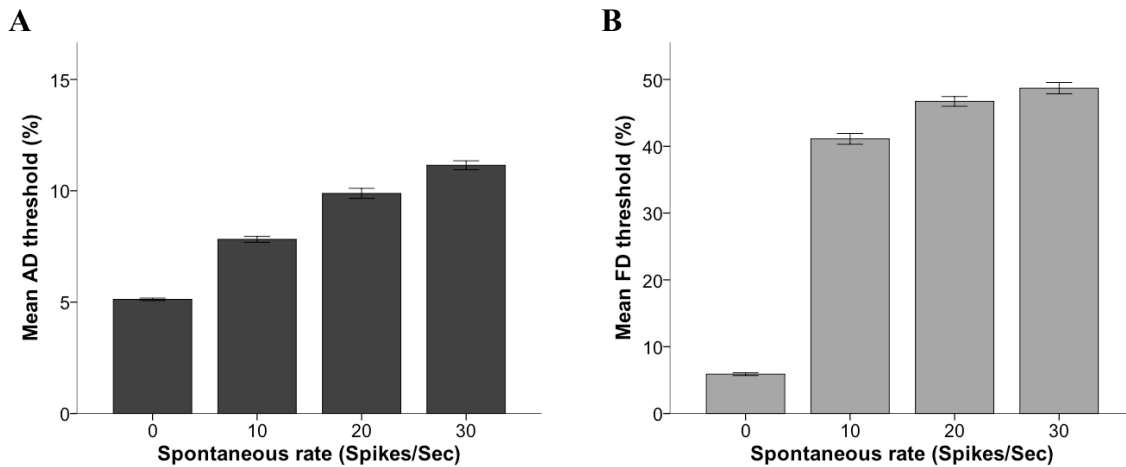 A
Mean AD threshold (%)
15
10
5
0
0 10 20 30
Spontaneous rate (Spikes/Sec)
B
Mean FD threshold (%)
50
40
30
20
10
0
0 10 20 30
Spontaneous rate (Spikes/Sec)